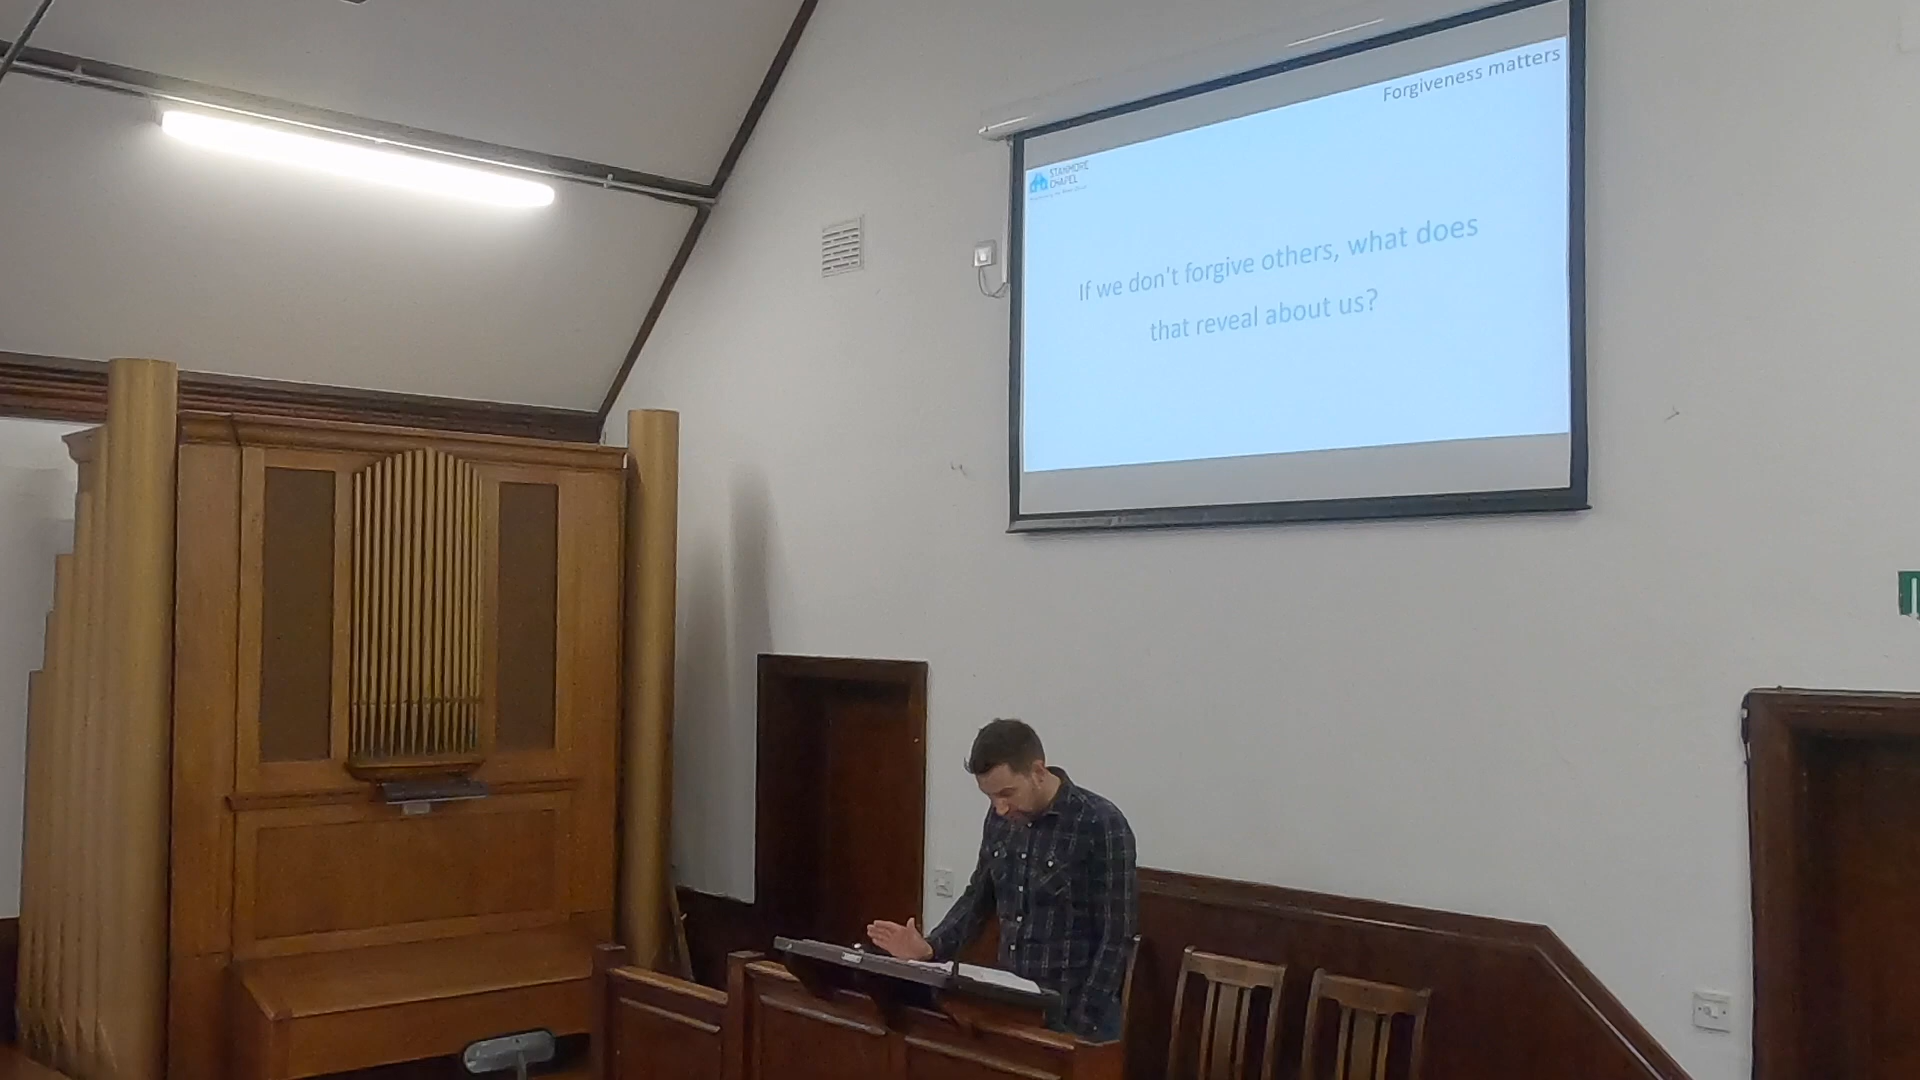 Forgiveness matters
STANMORE
CHAPEL
If we don't forgive others, what does
that reveal about us?